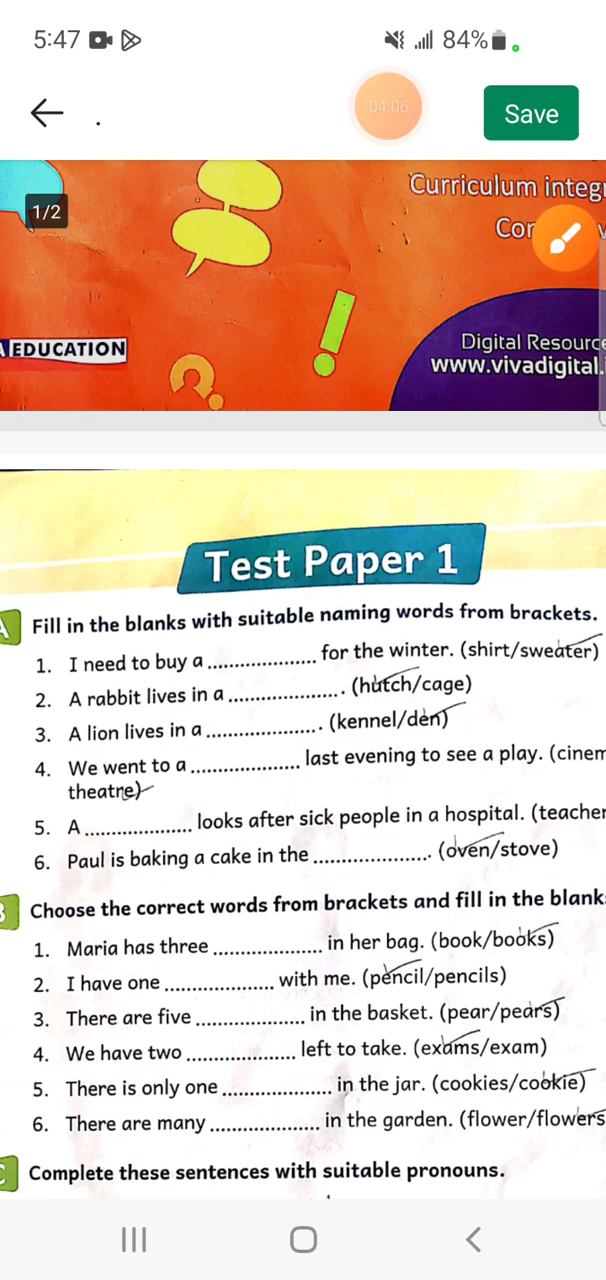 5:47
84%
.
04:06
Save
1/2
Curriculum
EDUCATION
Digital
www.vivadigital.
Test Paper 1
A Fill in the blanks with suitable naming words from brackets.
1. I need to buy a .................. for the winter. (shirt/sweater)
2. A rabbit lives in a .................. . (hutch/cage)
3. A lion lives in a .................. . (kennel/den)
4. We went to a .................. last evening to see a play.
theatre)
5. A .................. looks after sick people in a hospital. (teacher
6. Paul is baking a cake in the .................. . (oven/stove)
B Choose the correct words from brackets and fill in the
1. Maria has three .................. in her bag. (book/books)
2. I have one .................. with me. (pencil/pencils)
3. There are five .................. in the basket. (pear/pears)
4. We have two .................. left to take. (exams/exam)
5. There is only one .................. in the jar. (cookies/cookie)
6. There are many .................. in the garden. (flower/flowers
C Complete these sentences with suitable pronouns.